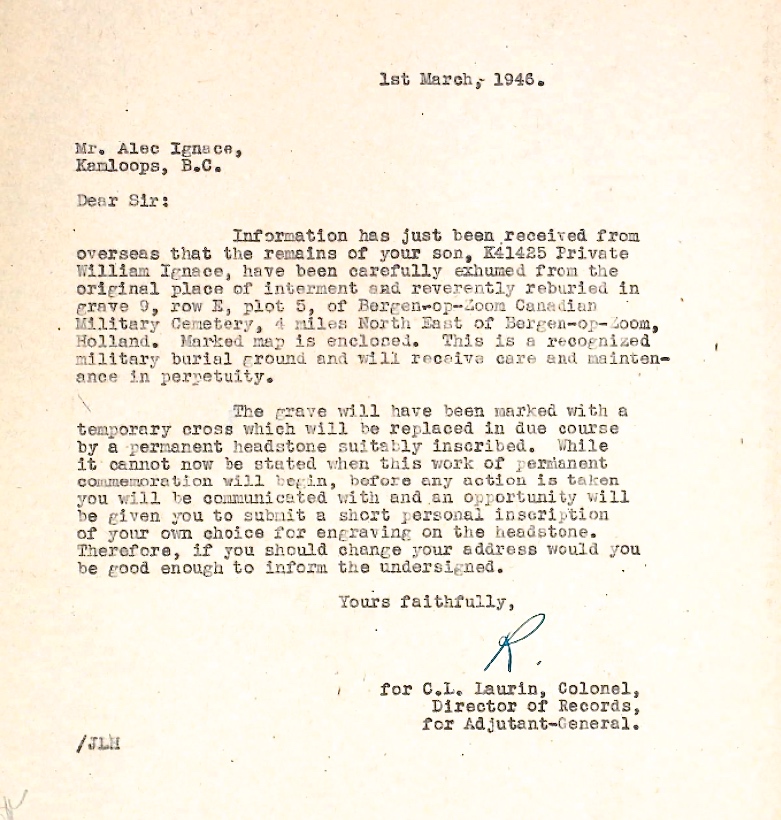 1st March, 1946.
Mr. Alec Ignace,
Kamloops, B.C.
Dear Sir:
Information has just been received from
overseas that the remains of your son, K41425 Private
William Ignace, have been carefully exhumed from the
original place of interment and reverently reburied in
grave 9, row E, plot 5, of Bergen-op-Zoom Canadian
Military Cemetery, 4 miles North East of Bergen-op-Zoom,
Holland. Marked map is enclosed. This is a recognized
military burial ground and will receive care and mainten-
ance in perpetuity.
The grave will have been marked with a
temporary cross which will be replaced in due course
by a permanent headstone suitably inscribed. While
it cannot now be stated when this work of permanent
commemoration will begin, before any action is taken
you will be communicated with and an opportunity will
be given you to submit a short personal inscription
of your own choice for engraving on the headstone.
Therefore, if you should change your address would you
be good enough to inform the undersigned.
Yours faithfully,
R.
for C.L. Laurin, Colonel,
Director of Records,
for Adjutant-General.
/JLH